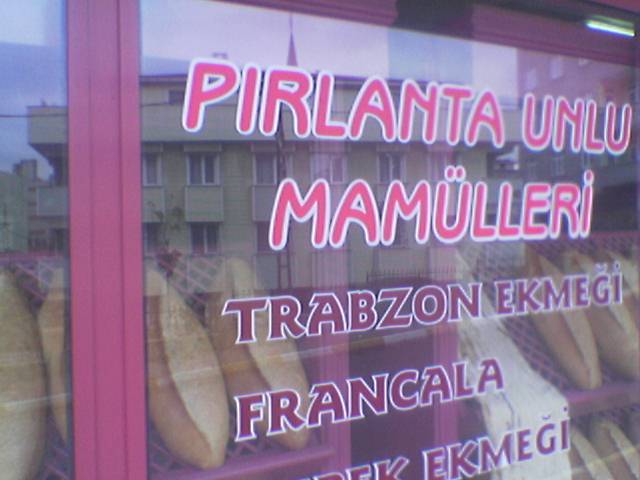 PIRLANTA UNLU
MAMÜLLERİ
TRABZON EKMEĞİ
FRANCALA
EKMEĞİ